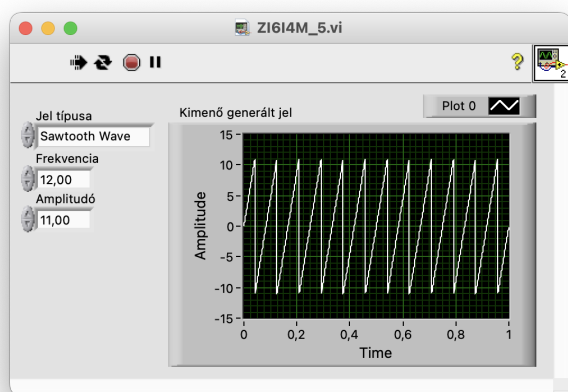 ZI6I4M_5.vi
?
2
Jel típusa
Sawtooth Wave
Frekvencia
12,00
Amplitudó
11,00
Kimenő generált jel
Plot 0
Amplitude
15
10
5
0
-5
-10
-15
0 0,2 0,4 0,6 0,8 1
Time